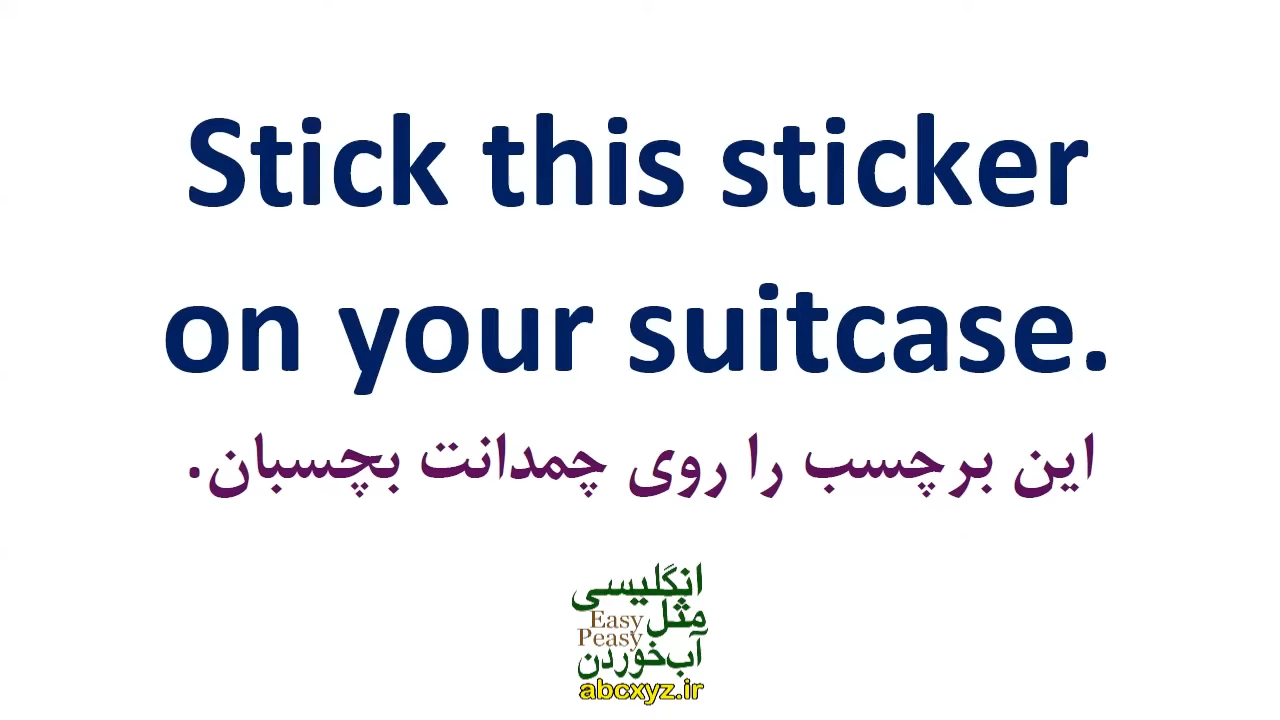 Stick this sticker
on your suitcase.
این برچسب را روی چمدانت بچسبان.
انگلیسی
مثل Easy
Peasy
آب‌خوردن
abcxyz.ir